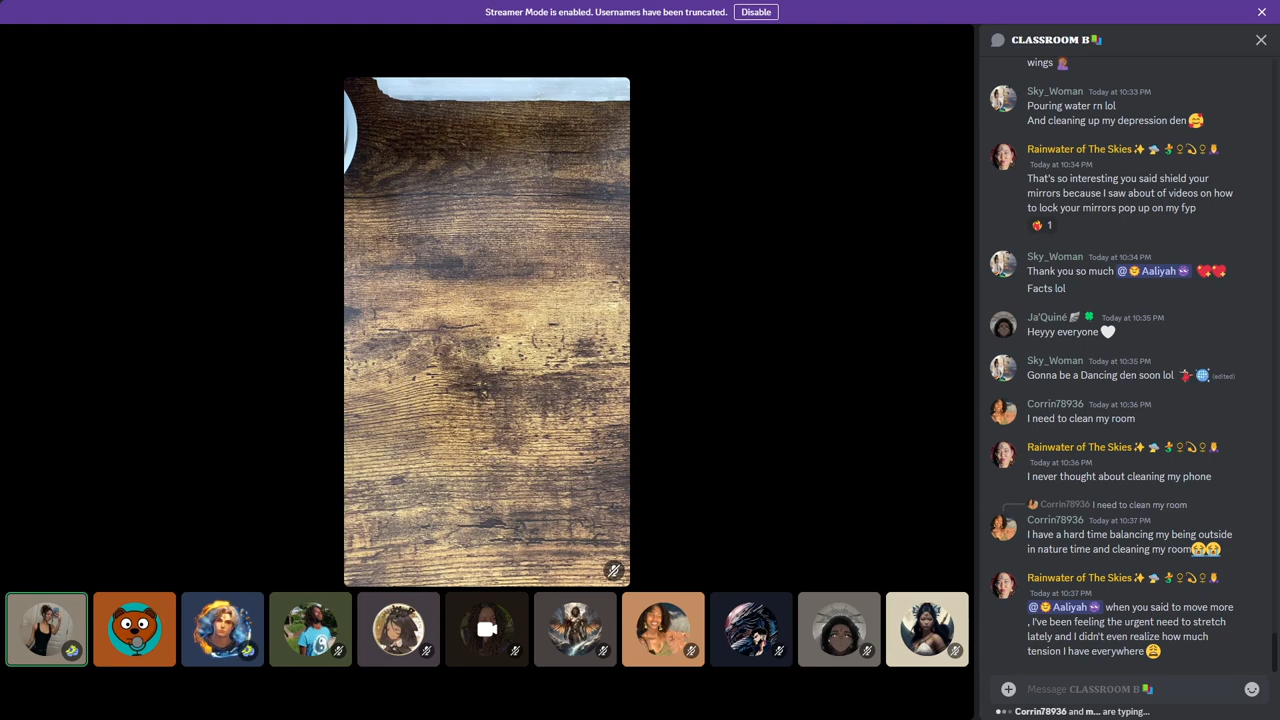 Streamer Mode is enabled. Usernames have been truncated. Disable
CLASSROOM B
wings
Sky_Woman Today at 10:33 PM
Pouring water rn lol
And cleaning up my depression den
Rainwater of The Skies
Today at 10:34 PM
That's so interesting you said shield your
mirrors because I saw about of videos on how
to lock your mirrors pop up on my fyp
1
Sky_Woman Today at 10:34 PM
Thank you so much @Aaliyah
Facts lol
Ja'Quiné Today at 10:35 PM
Heyyy everyone
Sky_Woman Today at 10:35 PM
Gonna be a Dancing den soon lol (edited)
Corrin78936 Today at 10:36 PM
I need to clean my room
Rainwater of The Skies
Today at 10:36 PM
I never thought about cleaning my phone
Corrin78936 I need to clean my room
Corrin78936 Today at 10:37 PM
I have a hard time balancing my being outside
in nature time and cleaning my room
Rainwater of The Skies
Today at 10:37 PM
@Aaliyah when you said to move more
, I've been feeling the urgent need to stretch
lately and I didn't even realize how much
tension I have everywhere
Message CLASSROOM B
Corrin78936 and m... are typing...